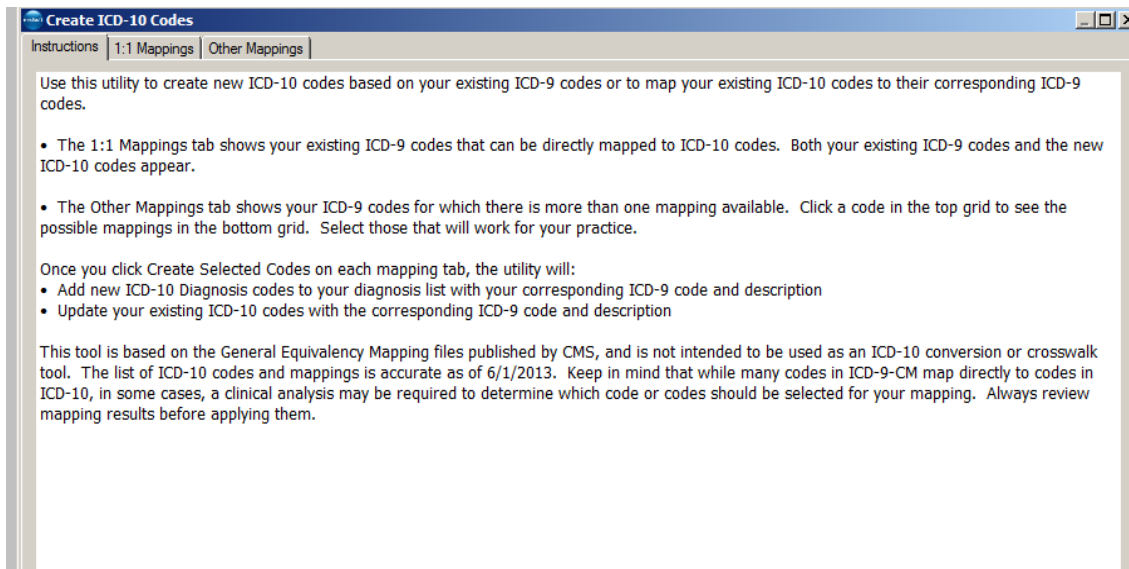 Create ICD-10 Codes
Instructions 1:1 Mappings Other Mappings
Use this utility to create new ICD-10 codes based on your existing ICD-9 codes or to map your existing ICD-10 codes to their corresponding ICD-9
codes.
• The 1:1 Mappings tab shows your existing ICD-9 codes that can be directly mapped to ICD-10 codes.  Both your existing ICD-9 codes and the new
ICD-10 codes appear.
• The Other Mappings tab shows your ICD-9 codes for which there is more than one mapping available.  Click a code in the top grid to see the
possible mappings in the bottom grid.  Select those that will work for your practice.
Once you click Create Selected Codes on each mapping tab, the utility will:
• Add new ICD-10 Diagnosis codes to your diagnosis list with your corresponding ICD-9 code and description
• Update your existing ICD-10 codes with the corresponding ICD-9 code and description
This tool is based on the General Equivalency Mapping files published by CMS, and is not intended to be used as an ICD-10 conversion or crosswalk
tool.  The list of ICD-10 codes and mappings is accurate as of 6/1/2013.  Keep in mind that while many codes in ICD-9-CM map directly to codes in
ICD-10, in some cases, a clinical analysis may be required to determine which code or codes should be selected for your mapping.  Always review
mapping results before applying them.